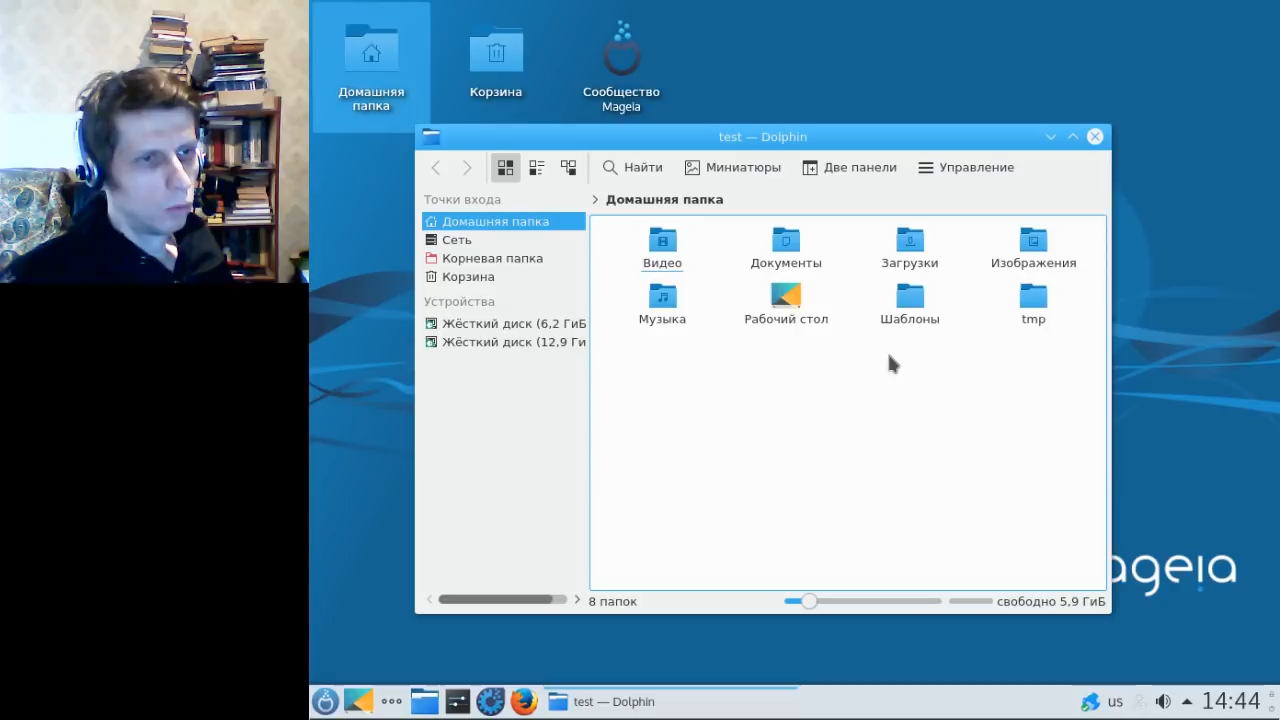 Домашняя
папка
Корзина
Сообщество
Mageia
test — Dolphin
Найти
Миниатюры
Две панели
Управление
Точки входа
Домашняя папка
Сеть
Корневая папка
Корзина
Устройства
Жёсткий диск (6,2 ГиБ
Жёсткий диск (12,9 Ги
Домашняя папка
Видео
Документы
Загрузки
Изображения
Музыка
Рабочий стол
Шаблоны
tmp
8 папок
свободно 5,9 ГиБ
ageia
test — Dolphin
us
14:44